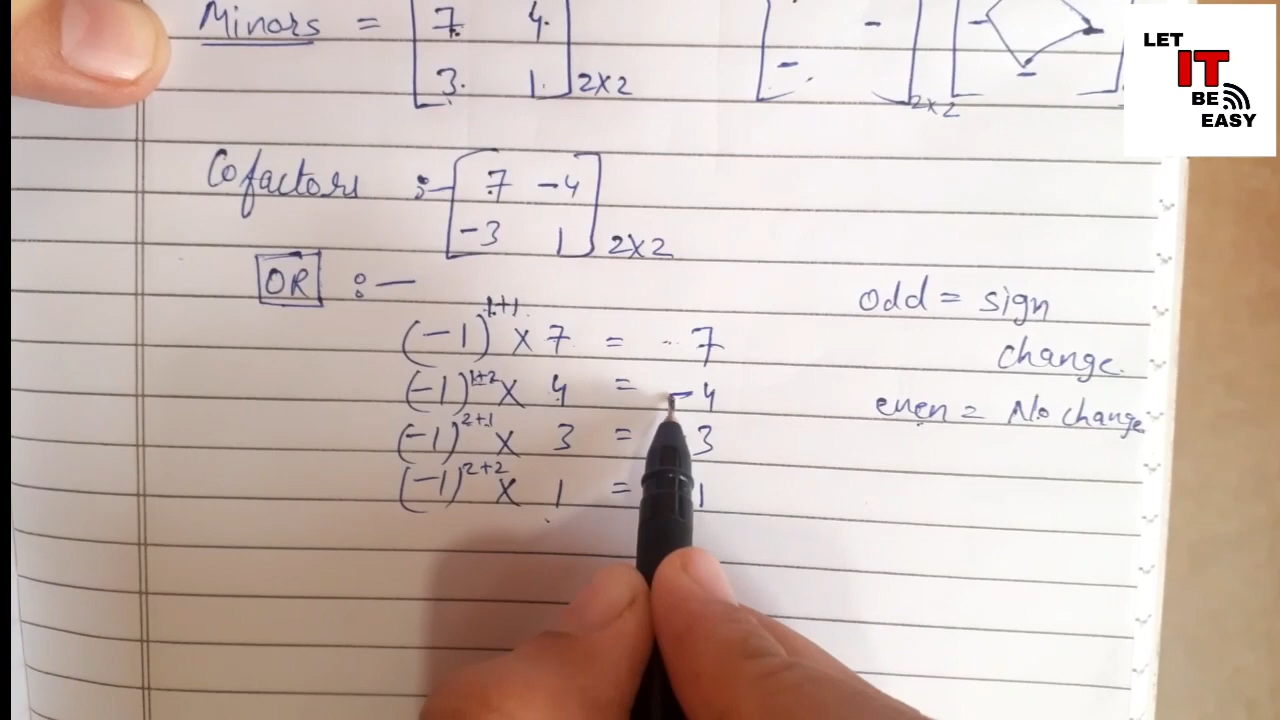 Minors = 7 4
3 1 2x2 2x2
LET
IT
BE
EASY
Cofactors :- 7 -4
-3 1 2x2
OR :-
(-1)^1+1 x 7 = 7
(-1)^1+2 x 4 = -4
(-1)^2+1 x 3 = 3
(-1)^2+2 x 1 = 1
odd = sign
change.
even = No change